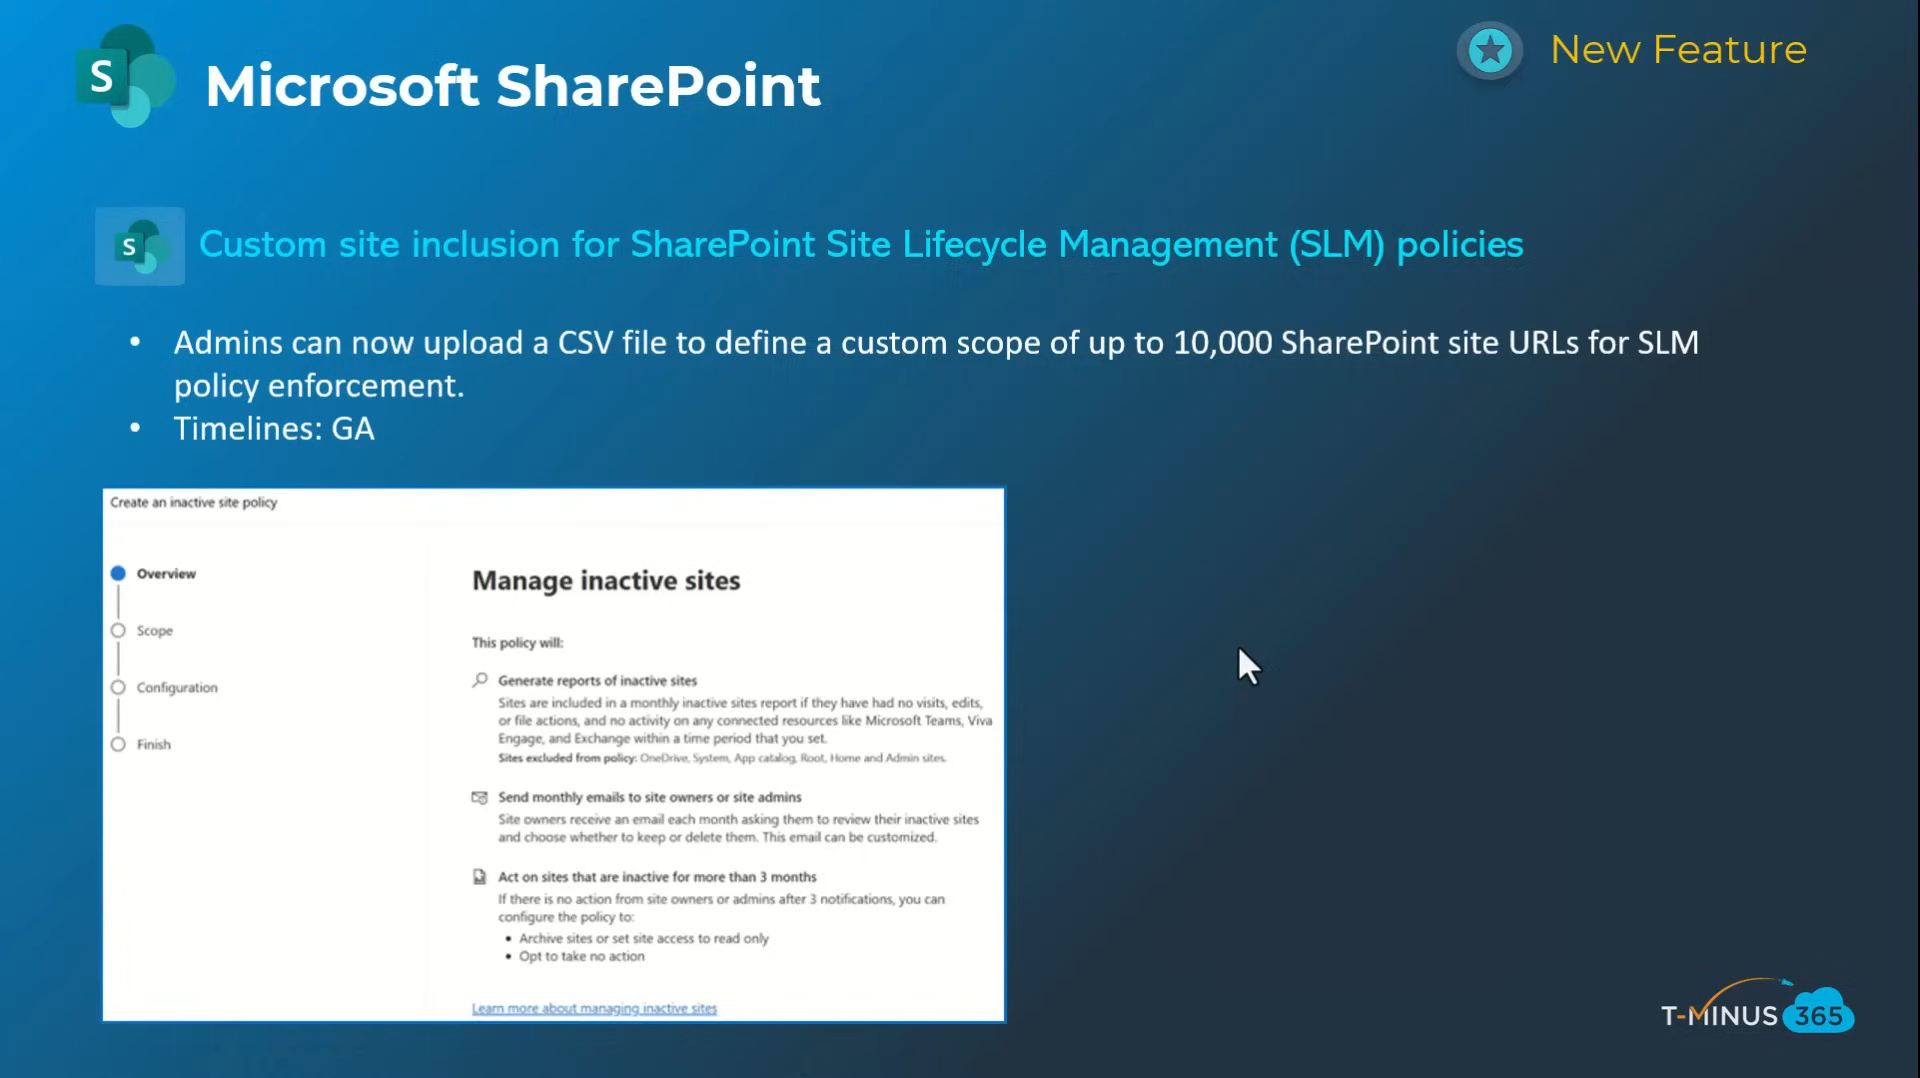 S
Microsoft SharePoint
New Feature
S
Custom site inclusion for SharePoint Site Lifecycle Management (SLM) policies
• Admins can now upload a CSV file to define a custom scope of up to 10,000 SharePoint site URLs for SLM
policy enforcement.
• Timelines: GA
Create an inactive site policy
Overview
Scope
Configuration
Finish
Manage inactive sites
This policy will:
Generate reports of inactive sites
Sites are included in a monthly inactive sites report if they have had no visits, edits,
or file actions, and no activity on any connected resources like Microsoft Teams, Viva
Engage, and Exchange within a time period that you set.
Sites excluded from policy: OneDrive, System, App catalog, Root, Home and Admin sites.
Send monthly emails to site owners or site admins
Site owners receive an email each month asking them to review their inactive sites
and choose whether to keep or delete them. This email can be customized.
Act on sites that are inactive for more than 3 months
If there is no action from site owners or admins after 3 notifications, you can
configure the policy to:
• Archive sites or set site access to read only
• Opt to take no action
Learn more about managing inactive sites
T-MINUS 365